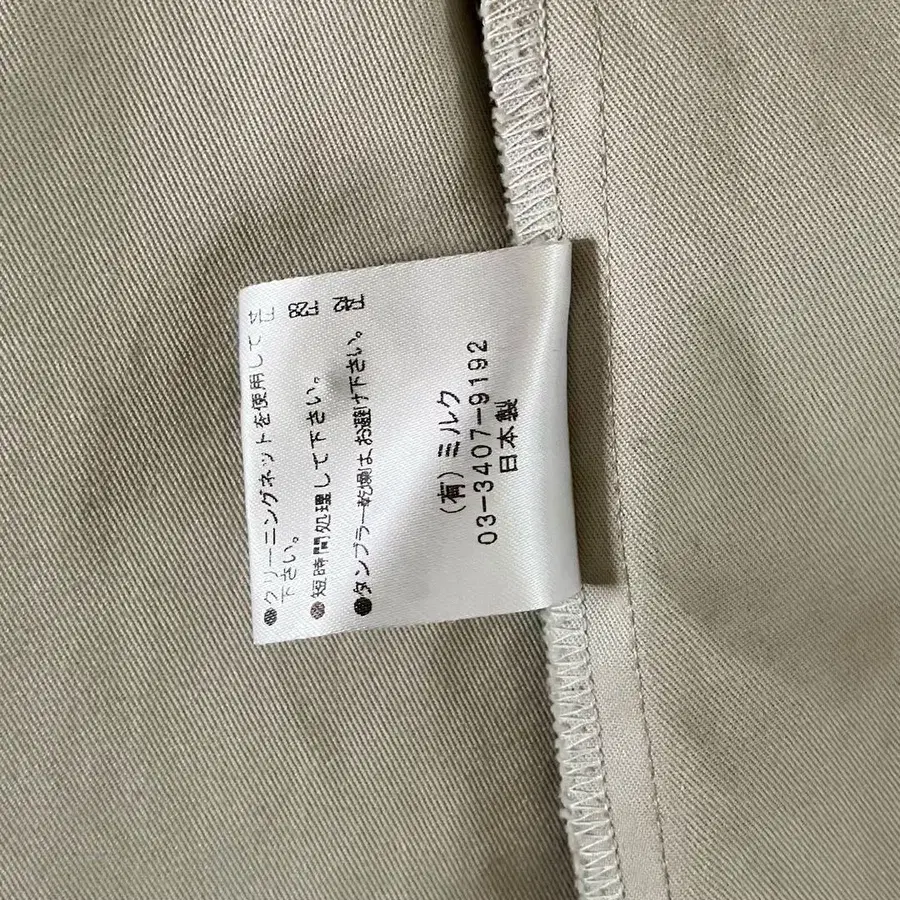 ●クリーニングネットを使用して
下さい。
●短時間処理して下さい。
●タンブラー乾燥はお避け下さい。
(有)ミルク
03-3407-9192
日本製